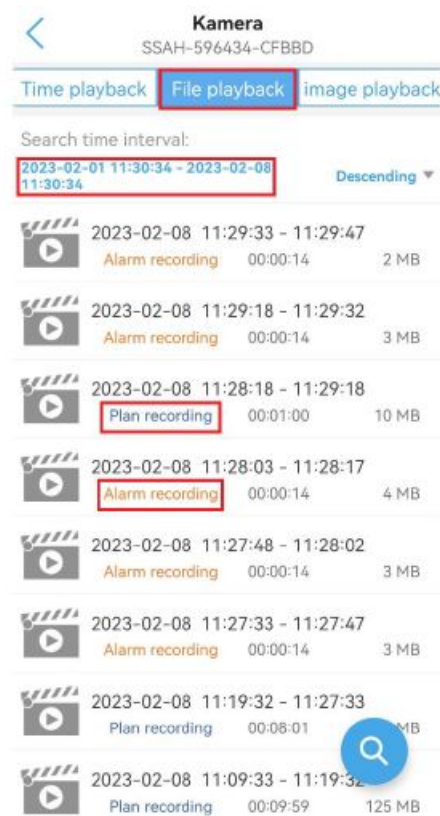 Kamera
SSAH-596434-CFBBD
Time playback File playback image playback
Search time interval:
2023-02-01 11:30:34 - 2023-02-08
11:30:34
Descending
2023-02-08 11:29:33 - 11:29:47
Alarm recording 00:00:14 2 MB
2023-02-08 11:29:18 - 11:29:32
Alarm recording 00:00:14 3 MB
2023-02-08 11:28:18 - 11:29:18
Plan recording 00:01:00 10 MB
2023-02-08 11:28:03 - 11:28:17
Alarm recording 00:00:14 4 MB
2023-02-08 11:27:48 - 11:28:02
Alarm recording 00:00:14 3 MB
2023-02-08 11:27:33 - 11:27:47
Alarm recording 00:00:14 3 MB
2023-02-08 11:19:32 - 11:27:33
Plan recording 00:08:01 MB
2023-02-08 11:09:33 - 11:19:32
Plan recording 00:09:59 125 MB